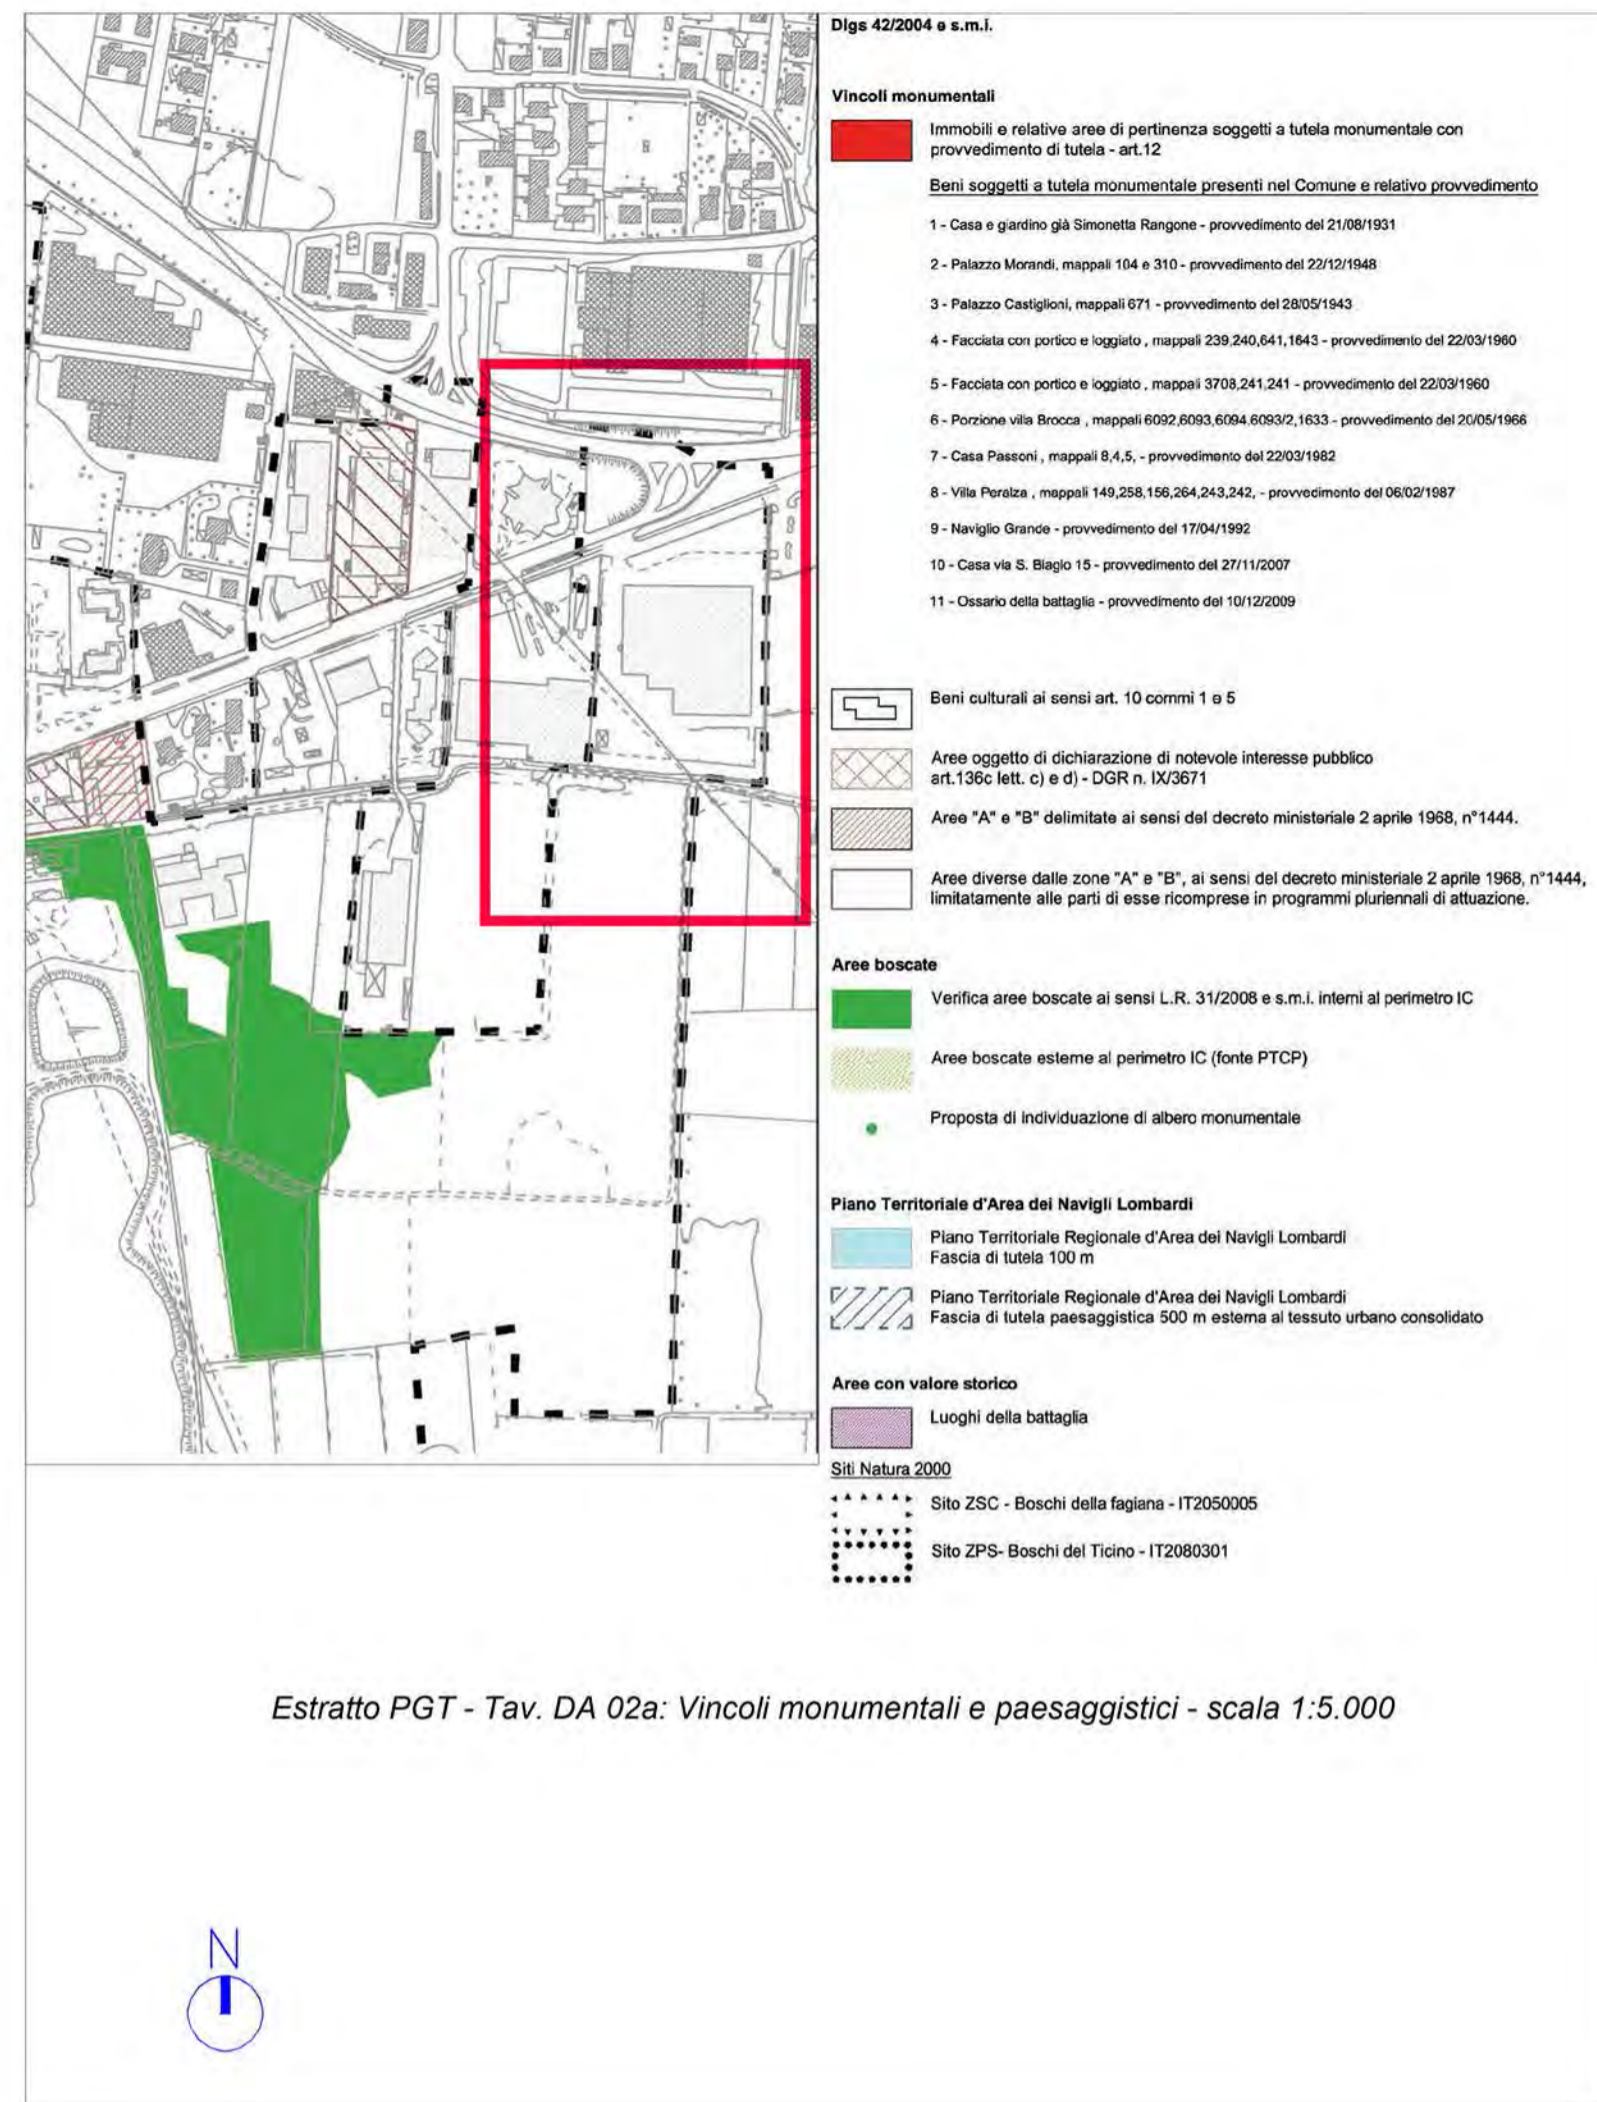 Dlgs 42/2004 e s.m.i.
Vincoli monumentali
Immobili e relative aree di pertinenza soggetti a tutela monumentale con
provvedimento di tutela - art.12
Beni soggetti a tutela monumentale presenti nel Comune e relativo provvedimento
1 - Casa e giardino già Simonetta Rangone - provvedimento del 21/08/1931
2 - Palazzo Morandi, mappali 104 e 310 - provvedimento del 22/12/1948
3 - Palazzo Castiglioni, mappali 671 - provvedimento del 28/05/1943
4 - Facciata con portico e loggiato , mappali 239,240,641,1643 - provvedimento del 22/03/1960
5 - Facciata con portico e loggiato , mappali 3708,241,241 - provvedimento del 22/03/1960
6 - Porzione villa Brocca , mappali 6092,6093,6094,6093/2,1633 - provvedimento del 20/05/1966
7 - Casa Passoni , mappali 8,4,5, - provvedimento del 22/03/1982
8 - Villa Peralza , mappali 149,258,156,264,243,242, - provvedimento del 06/02/1987
9 - Naviglio Grande - provvedimento del 17/04/1992
10 - Casa via S. Biagio 15 - provvedimento del 27/11/2007
11 - Ossario della battaglia - provvedimento del 10/12/2009
Beni culturali ai sensi art. 10 commi 1 e 5
Aree oggetto di dichiarazione di notevole interesse pubblico
art.136c lett. c) e d) - DGR n. IX/3671
Aree "A" e "B" delimitate ai sensi del decreto ministeriale 2 aprile 1968, n°1444.
Aree diverse dalle zone "A" e "B", ai sensi del decreto ministeriale 2 aprile 1968, n°1444,
limitatamente alle parti di esse ricomprese in programmi pluriennali di attuazione.
Aree boscate
Verifica aree boscate ai sensi L.R. 31/2008 e s.m.i. interni al perimetro IC
Aree boscate esterne al perimetro IC (fonte PTCP)
Proposta di individuazione di albero monumentale
Piano Territoriale d'Area dei Navigli Lombardi
Piano Territoriale Regionale d'Area dei Navigli Lombardi
Fascia di tutela 100 m
Piano Territoriale Regionale d'Area dei Navigli Lombardi
Fascia di tutela paesaggistica 500 m esterna al tessuto urbano consolidato
Aree con valore storico
Luoghi della battaglia
Siti Natura 2000
Sito ZSC - Boschi della fagiana - IT2050005
Sito ZPS- Boschi del Ticino - IT2080301
Estratto PGT - Tav. DA 02a: Vincoli monumentali e paesaggistici - scala 1:5.000
N